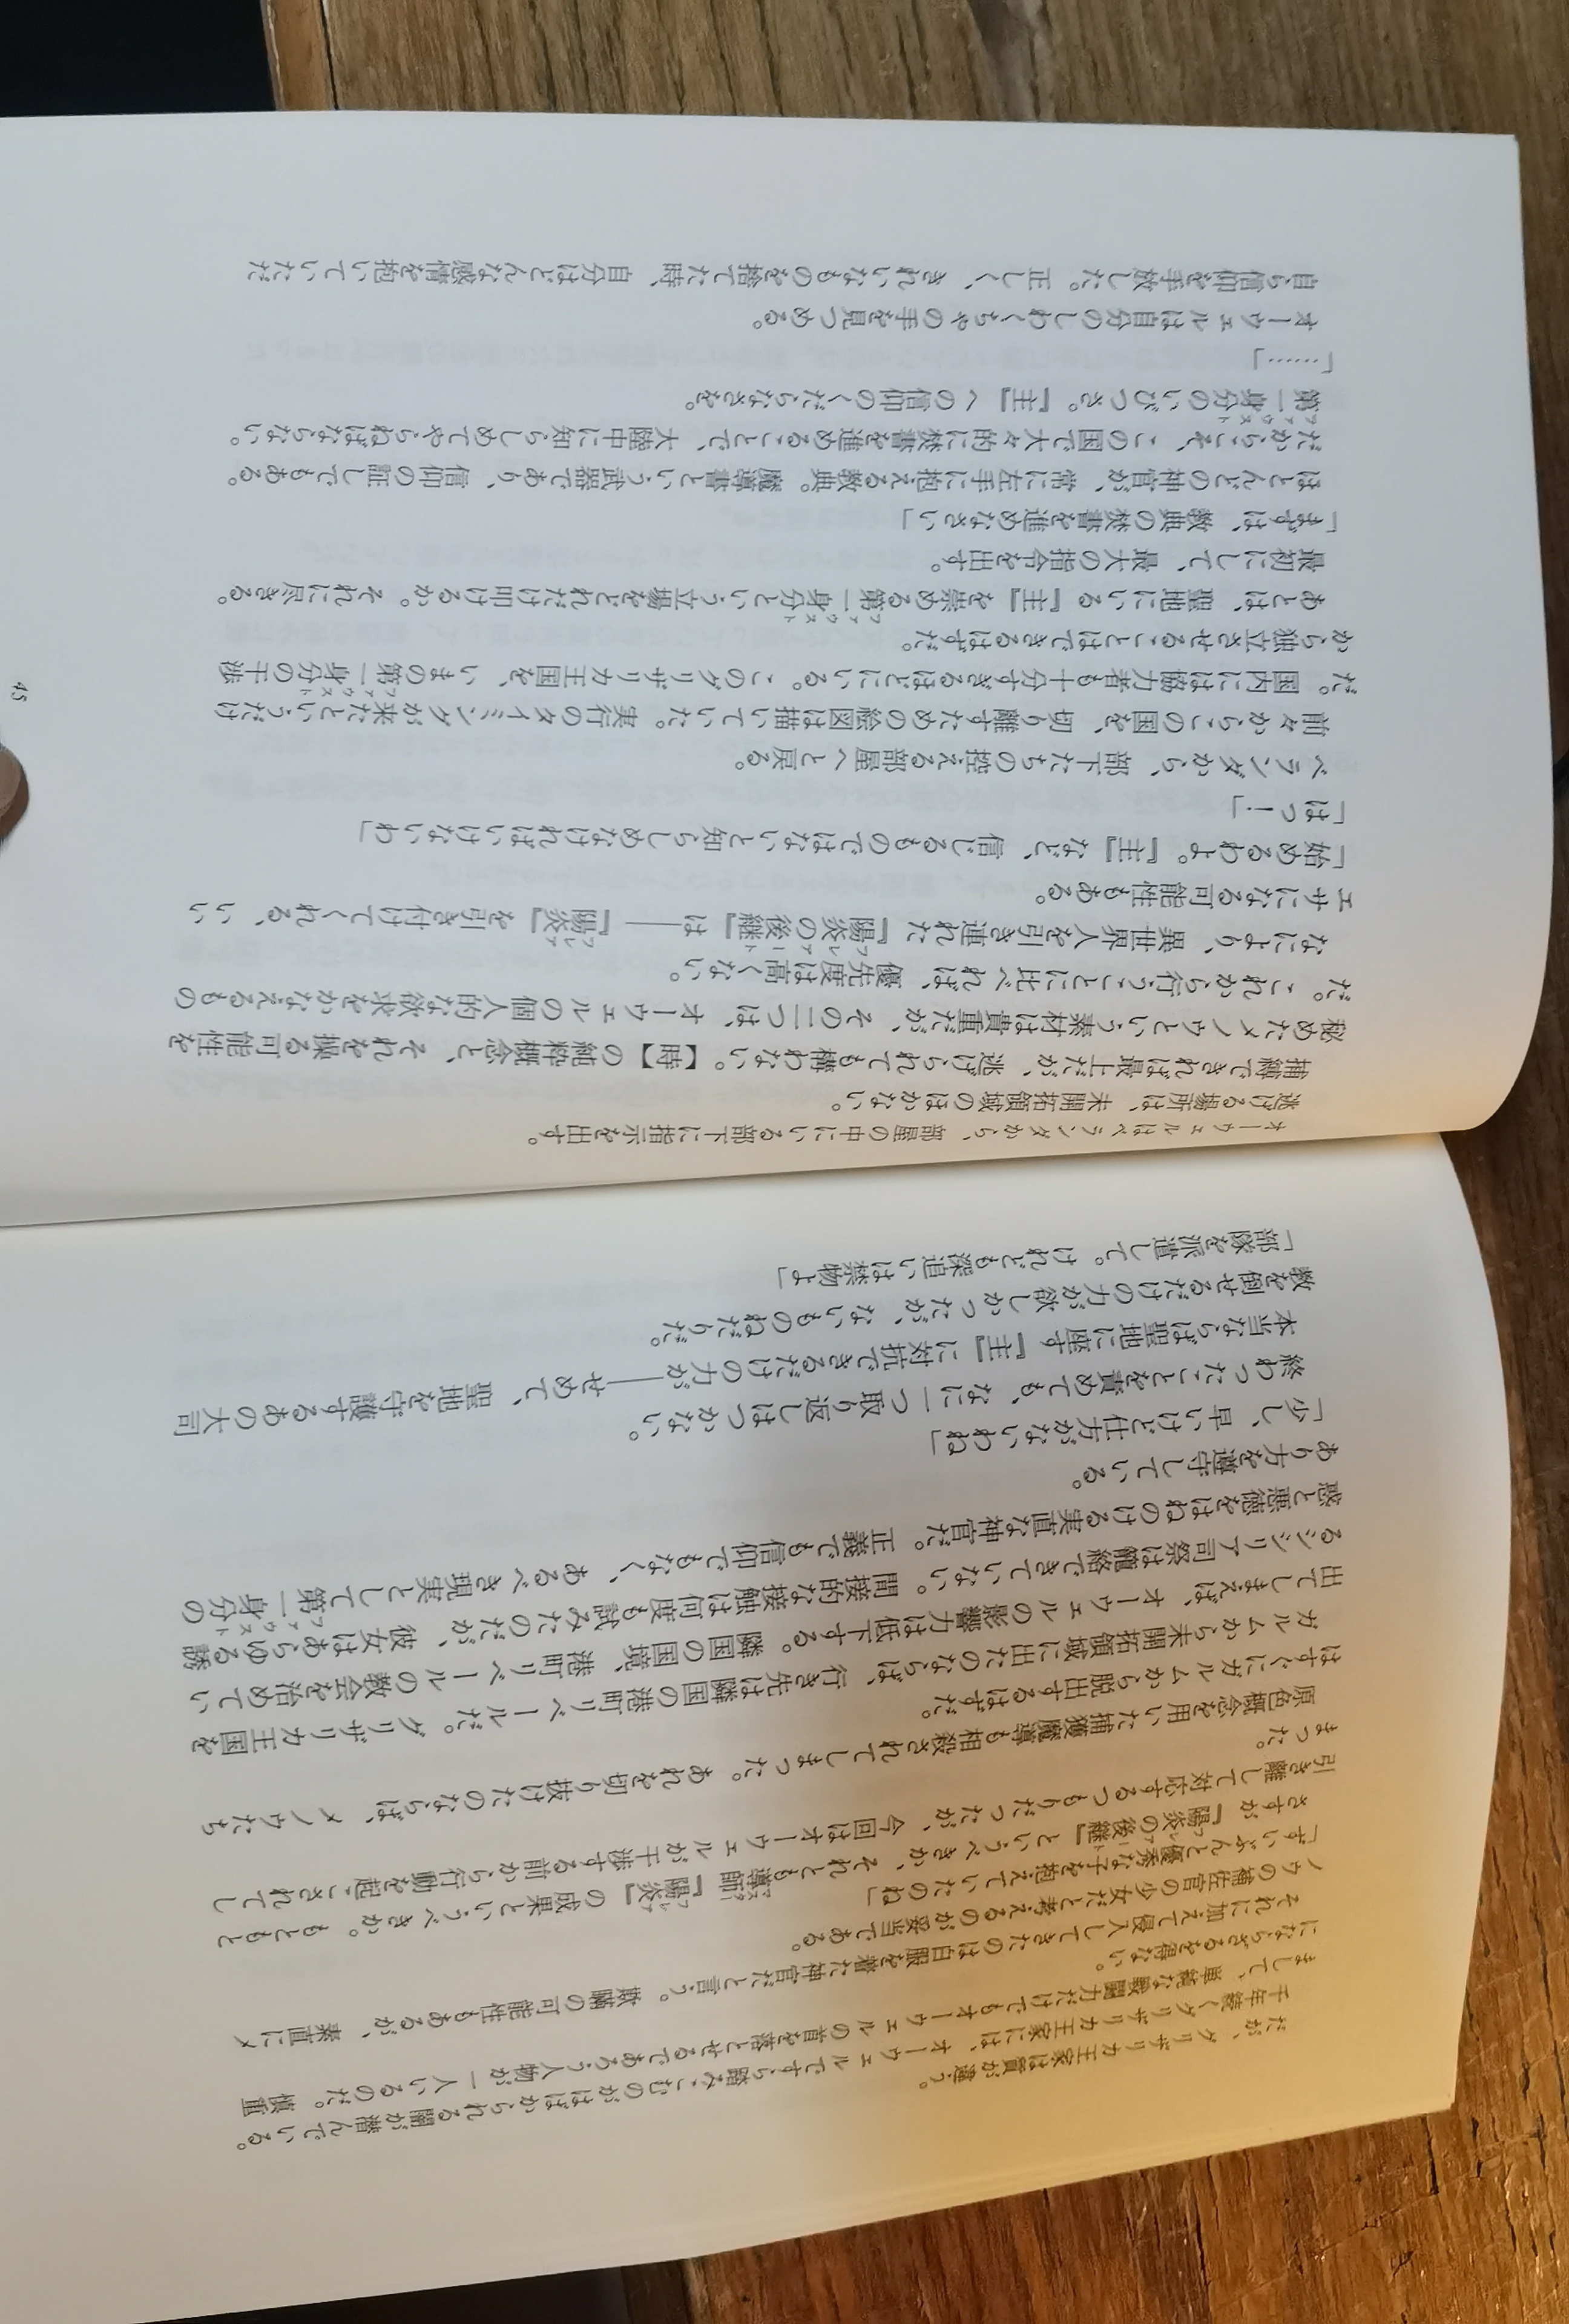 だが、グリザリカ王家は質が違う。
千年続くグリザリカ王家には、オーウェルですら踏みこむのがはばかられる闇が潜んでいる。
まして、単純な戦闘力だけでもオーウェルの首を落とせるであろう人物が一人いるのだ。慎重
にならざるを得ない。
それに加えて侵入してきたのは白服を着た神官だと言う。欺瞞の可能性もあるが、素直にメ
ノウの補佐官の少女だと考えるのが妥当である。
「ずいぶんと優秀な子を抱えていたのね」
さすが『陽炎の後継』というべきか、それとも導師『陽炎』の成果というべきか。もともと
引き離して対応するつもりだったが、今回はオーウェルが干渉する前から行動を起こされてし
まった。
原色概念を用いた捕獲魔導も相殺されてしまった。あれを切り抜けたのならば、メノウたち
はすぐにガルムから脱出するはずだ。
ガルムから未開拓領域に出たのならば、行き先は隣国の港町リベールだ。グリザリカ王国を
出てしまえば、オーウェルの影響力は低下する。隣国の国境、港町リベールの教会を治めてい
るシシリア司祭は籠絡できていない。間接的な接触は何度も試みたのだが、彼女はあらゆる誘
惑と悪徳をはねのける実直な神官だ。正義でも信仰でもなく、あるべき現実として第一身分の
あり方を遵守している。
「少し、早いけど仕方がないわね」
終わったことを責めても、なに一つ取り返しはつかない。
本当ならば聖地に座す『主』に対抗できるだけの力が――せめて、聖地を守護するあの大司
教を倒せるだけの力が欲しかったが、ないものねだりだ。
「部隊を派遣して。けれども深追いは禁物よ」
オーウェルはベランダから、部屋の中にいる部下に指示を出す。
逃げる場所は、未開拓領域のほかない。
捕縛できれば最上だが、逃げられても構わない。【時】の純粋概念と、それを操る可能性を
秘めたメノウという素材は貴重だが、その二つは、オーウェルの個人的な欲求をかなえるもの
だ。これから行うことに比べれば、優先度は高くない。
なにより、異世界人を引き連れた『陽炎の後継』は――『陽炎』を引き付けてくれる、いい
エサになる可能性もある。
「始めるわよ。『主』など、信じるものではないと知らしめなければいけないわ」
「はっ！」
ベランダから、部下たちの控える部屋へと戻る。
前々からこの国を、切り離すための絵図は描いていた。実行のタイミングが来たというだけ
だ。国内には協力者も十分すぎるほどにいる。このグリザリカ王国を、いまの第一身分の干渉
から独立させることはできるはずだ。
あとは、聖地にいる『主』を崇める第一身分という立場をどれだけ叩けるか。それに尽きる。
最初にして、最大の指令を出す。
「まずは、教典の焚書を進めなさい」
ほとんどの神官が、常に左手に抱える教典。魔導書という武器であり、信仰の証しでもある。
だからこそ、この国で大々的に焚書を進めることで、大陸中に知らしめてやらねばならない。
第一身分のいびつさ。『主』への信仰のくだらなさを。
「……」
オーウェルは自分のしわくちゃの手を見つめる。
自ら信仰を手放した。正しく、きれいなものを捨てた時、自分はどんな感情を抱いていただ
45